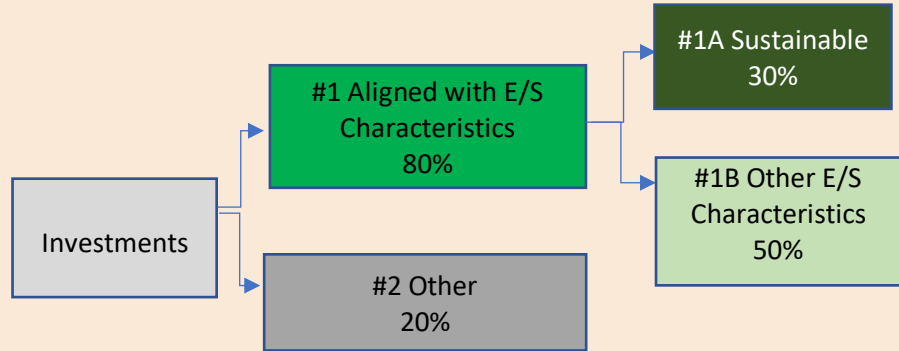 #1A Sustainable
30%
#1 Aligned with E/S
Characteristics
80%
#1B Other E/S
Characteristics
50%
Investments
#2 Other
20%